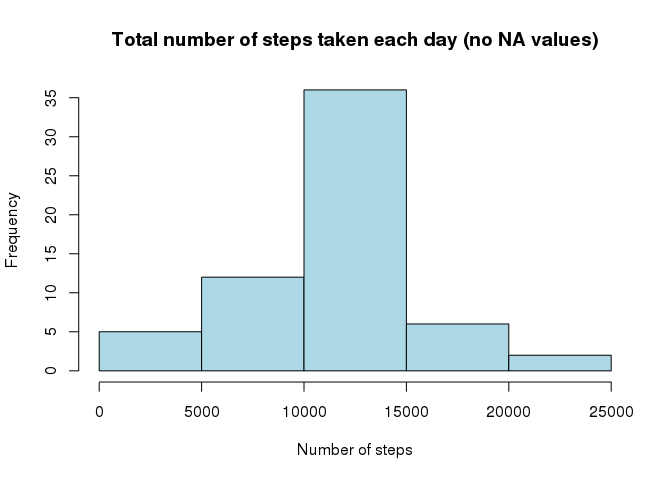 Total number of steps taken each day (no NA values)
Frequency
35
30
25
20
15
10
5
0
0 5000 10000 15000 20000 25000
Number of steps